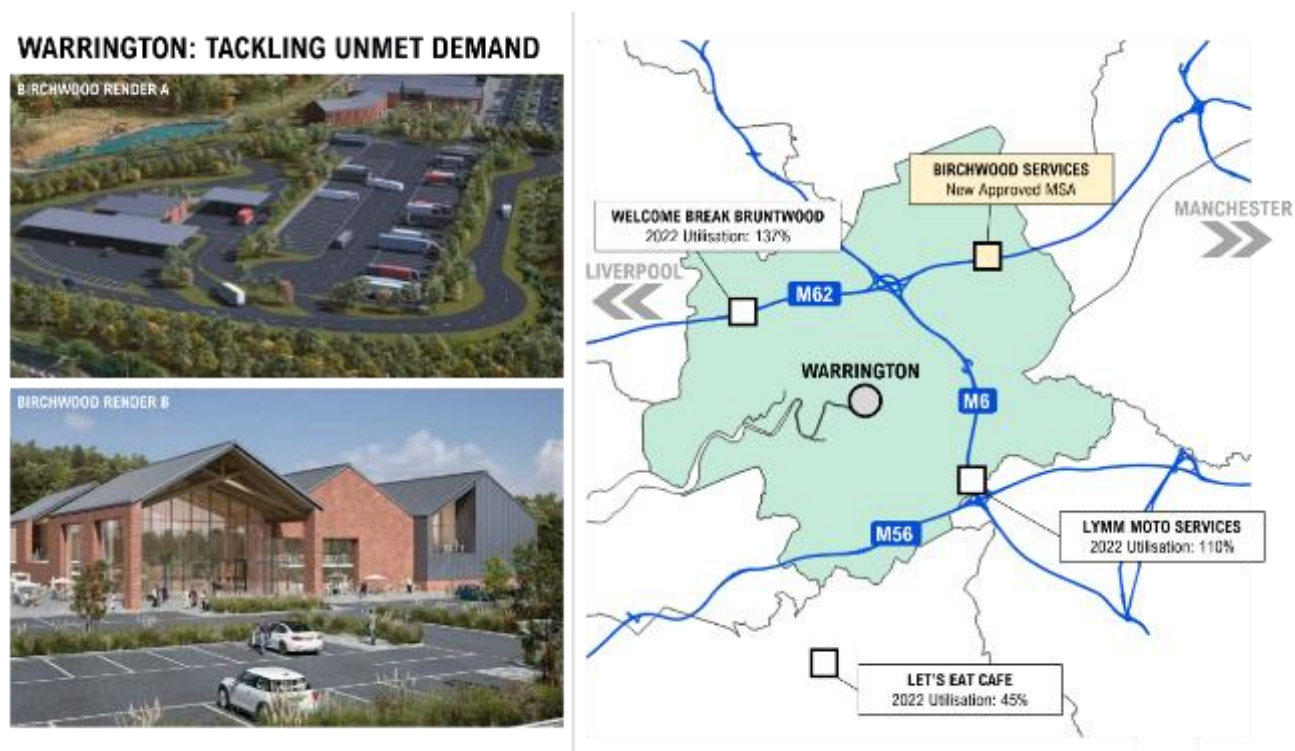 WARRINGTON: TACKLING UNMET DEMAND
BIRCHWOOD RENDER A
BIRCHWOOD RENDER B
BIRCHWOOD SERVICES
New Approved MSA
WELCOME BREAK BRUNTWOOD
2022 Utilisation: 137%
MANCHESTER
LIVERPOOL
M62
WARRINGTON
M6
M56
LYMM MOTO SERVICES
2022 Utilisation: 110%
LET'S EAT CAFE
2022 Utilisation: 45%